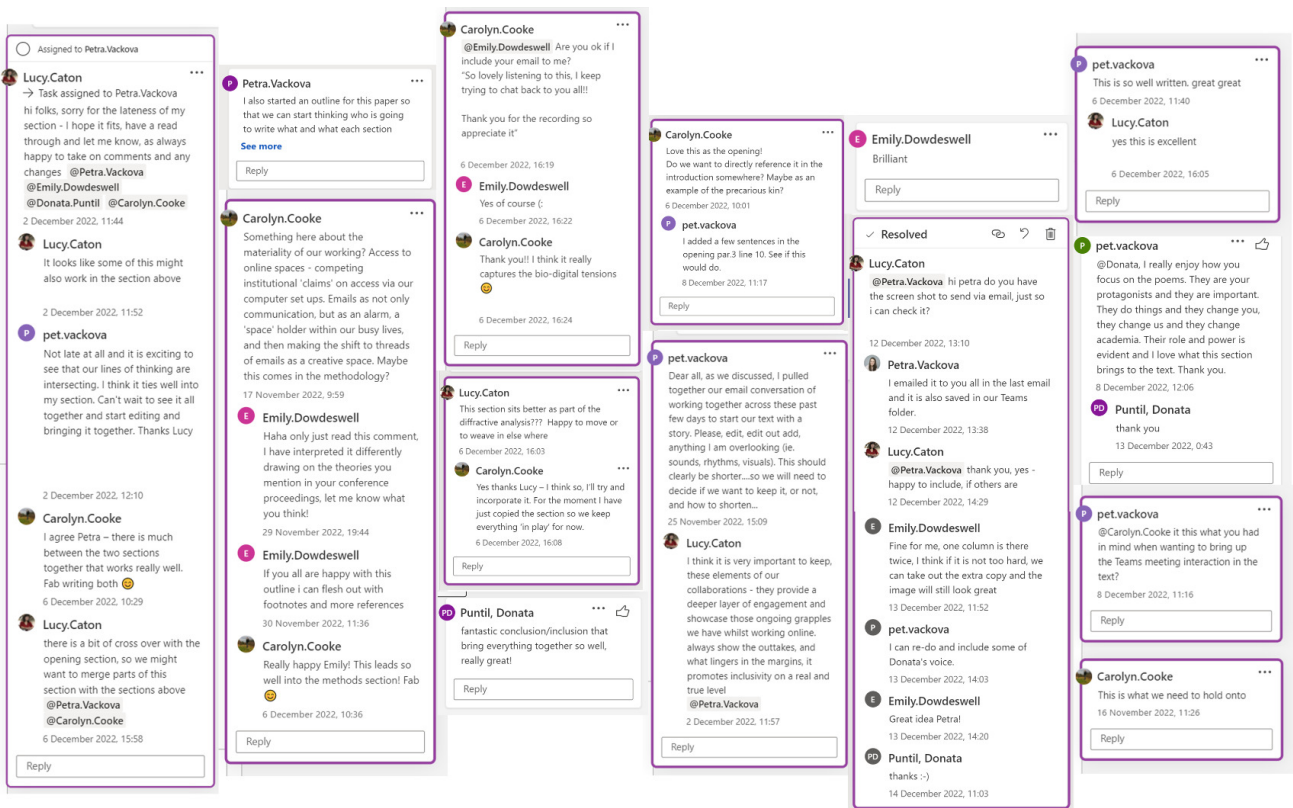 Assigned to Petra.Vackova
Lucy.Caton
→ Task assigned to Petra.Vackova
hi folks, sorry for the lateness of my
section - I hope it fits, have a read
through and let me know, as always
happy to take on comments and any
changes @Petra.Vackova
@Emily.Dowdeswell
@Donata.Puntil @Carolyn.Cooke
2 December 2022, 11:44
Lucy.Caton
It looks like some of this might
also work in the section above
2 December 2022, 11:52
P pet.vackova
Not late at all and it is exciting to
see that our lines of thinking are
intersecting. I think it ties well into
my section. Can't wait to see it all
together and start editing and
bringing it together. Thanks Lucy
2 December 2022, 12:10
Carolyn.Cooke
I agree Petra – there is much
between the two sections
together that works really well.
Fab writing both 😊
6 December 2022, 10:29
Lucy.Caton
there is a bit of cross over with the
opening section, so we might
want to merge parts of this
section with the sections above
@Petra.Vackova
@Carolyn.Cooke
6 December 2022, 15:58
Reply
P Petra.Vackova
I also started an outline for this paper so
that we can start thinking who is going
to write what and what each section
See more
Reply
Carolyn.Cooke
Something here about the
materiality of our working? Access to
online spaces - competing
institutional 'claims' on access via our
computer set ups. Emails as not only
communication, but as an alarm, a
'space' holder within our busy lives,
and then making the shift to threads
of emails as a creative space. Maybe
this comes in the methodology?
17 November 2022, 9:59
E Emily.Dowdeswell
Haha only just read this comment,
I have interpreted it differently
drawing on the theories you
mention in your conference
proceedings, let me know what
you think!
29 November 2022, 19:44
E Emily.Dowdeswell
If you all are happy with this
outline i can flesh out with
footnotes and more references
30 November 2022, 11:36
Carolyn.Cooke
Really happy Emily! This leads so
well into the methods section! Fab
😊
6 December 2022, 10:36
Reply
Carolyn.Cooke
@Emily.Dowdeswell Are you ok if I
include your email to me?
"So lovely listening to this, I keep
trying to chat back to you all!!
Thank you for the recording so
appreciate it"
6 December 2022, 16:19
E Emily.Dowdeswell
Yes of course (:
6 December 2022, 16:22
Carolyn.Cooke
Thank you!! I think it really
captures the bio-digital tensions
😊
6 December 2022, 16:24
Reply
Lucy.Caton
This section sits better as part of the
diffractive analysis??? Happy to move or
to weave in else where
6 December 2022, 16:03
Carolyn.Cooke
Yes thanks Lucy – I think so, I'll try and
incorporate it. For the moment I have
just copied the section so we keep
everything 'in play' for now.
6 December 2022, 16:08
Reply
PD Puntil, Donata
fantastic conclusion/inclusion that
bring everything together so well,
really great!
Reply
Carolyn.Cooke
Love this as the opening!
Do we want to directly reference it in the
introduction somewhere? Maybe as an
example of the precarious kin?
6 December 2022, 10:01
P pet.vackova
I added a few sentences in the
opening par.3 line 10. See if this
would do.
8 December 2022, 11:17
Reply
P pet.vackova
Dear all, as we discussed, I pulled
together our email conversation of
working together across these past
few days to start our text with a
story. Please, edit, edit out add,
anything I am overlooking (ie.
sounds, rhythms, visuals). This should
clearly be shorter....so we will need to
decide if we want to keep it, or not,
and how to shorten...
25 November 2022, 15:09
Lucy.Caton
I think it is very important to keep,
these elements of our
collaborations - they provide a
deeper layer of engagement and
showcase those ongoing grapples
we have whilst working online.
always show the outtakes, and
what lingers in the margins, it
promotes inclusivity on a real and
true level
@Petra.Vackova
2 December 2022, 11:57
Reply
E Emily.Dowdeswell
Brilliant
Reply
Resolved
Lucy.Caton
@Petra.Vackova hi petra do you have
the screen shot to send via email, just so
i can check it?
12 December 2022, 13:10
Petra.Vackova
I emailed it to you all in the last email
and it is also saved in our Teams
folder.
12 December 2022, 13:38
Lucy.Caton
@Petra.Vackova thank you, yes -
happy to include, if others are
12 December 2022, 14:29
E Emily.Dowdeswell
Fine for me, one column is there
twice, I think if it is not too hard, we
can take out the extra copy and the
image will still look great
13 December 2022, 11:52
P pet.vackova
I can re-do and include some of
Donata's voice.
13 December 2022, 14:03
E Emily.Dowdeswell
Great idea Petra!
13 December 2022, 14:20
PD Puntil, Donata
thanks :-)
14 December 2022, 11:03
P pet.vackova
This is so well written. great great
6 December 2022, 11:40
Lucy.Caton
yes this is excellent
6 December 2022, 16:05
Reply
P pet.vackova
@Donata, I really enjoy how you
focus on the poems. They are your
protagonists and they are important.
They do things and they change you,
they change us and they change
academia. Their role and power is
evident and I love what this section
brings to the text. Thank you.
8 December 2022, 12:06
PD Puntil, Donata
thank you
13 December 2022, 0:43
Reply
P pet.vackova
@Carolyn.Cooke it this what you had
in mind when wanting to bring up
the Teams meeting interaction in the
text?
8 December 2022, 11:16
Reply
Carolyn.Cooke
This is what we need to hold onto
16 November 2022, 11:26
Reply